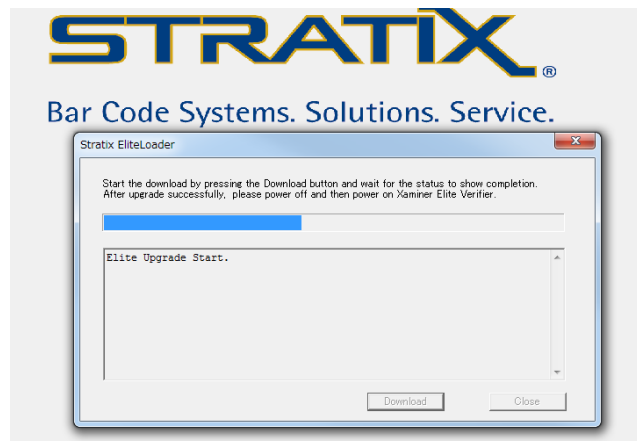 STRATIX®
Bar Code Systems. Solutions. Service.
Stratix EliteLoader
Start the download by pressing the Download button and wait for the status to show completion.
After upgrade successfully, please power off and then power on Xaminer Elite Verifier.
Elite Upgrade Start.
Download
Close